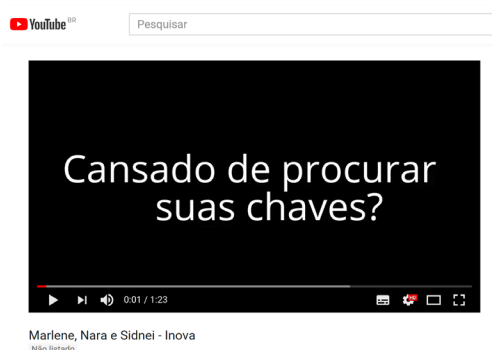 YouTube BR
Pesquisar
Cansado de procurar
suas chaves?
0:01 / 1:23
HD
Marlene, Nara e Sidnei - Inova
Não listado